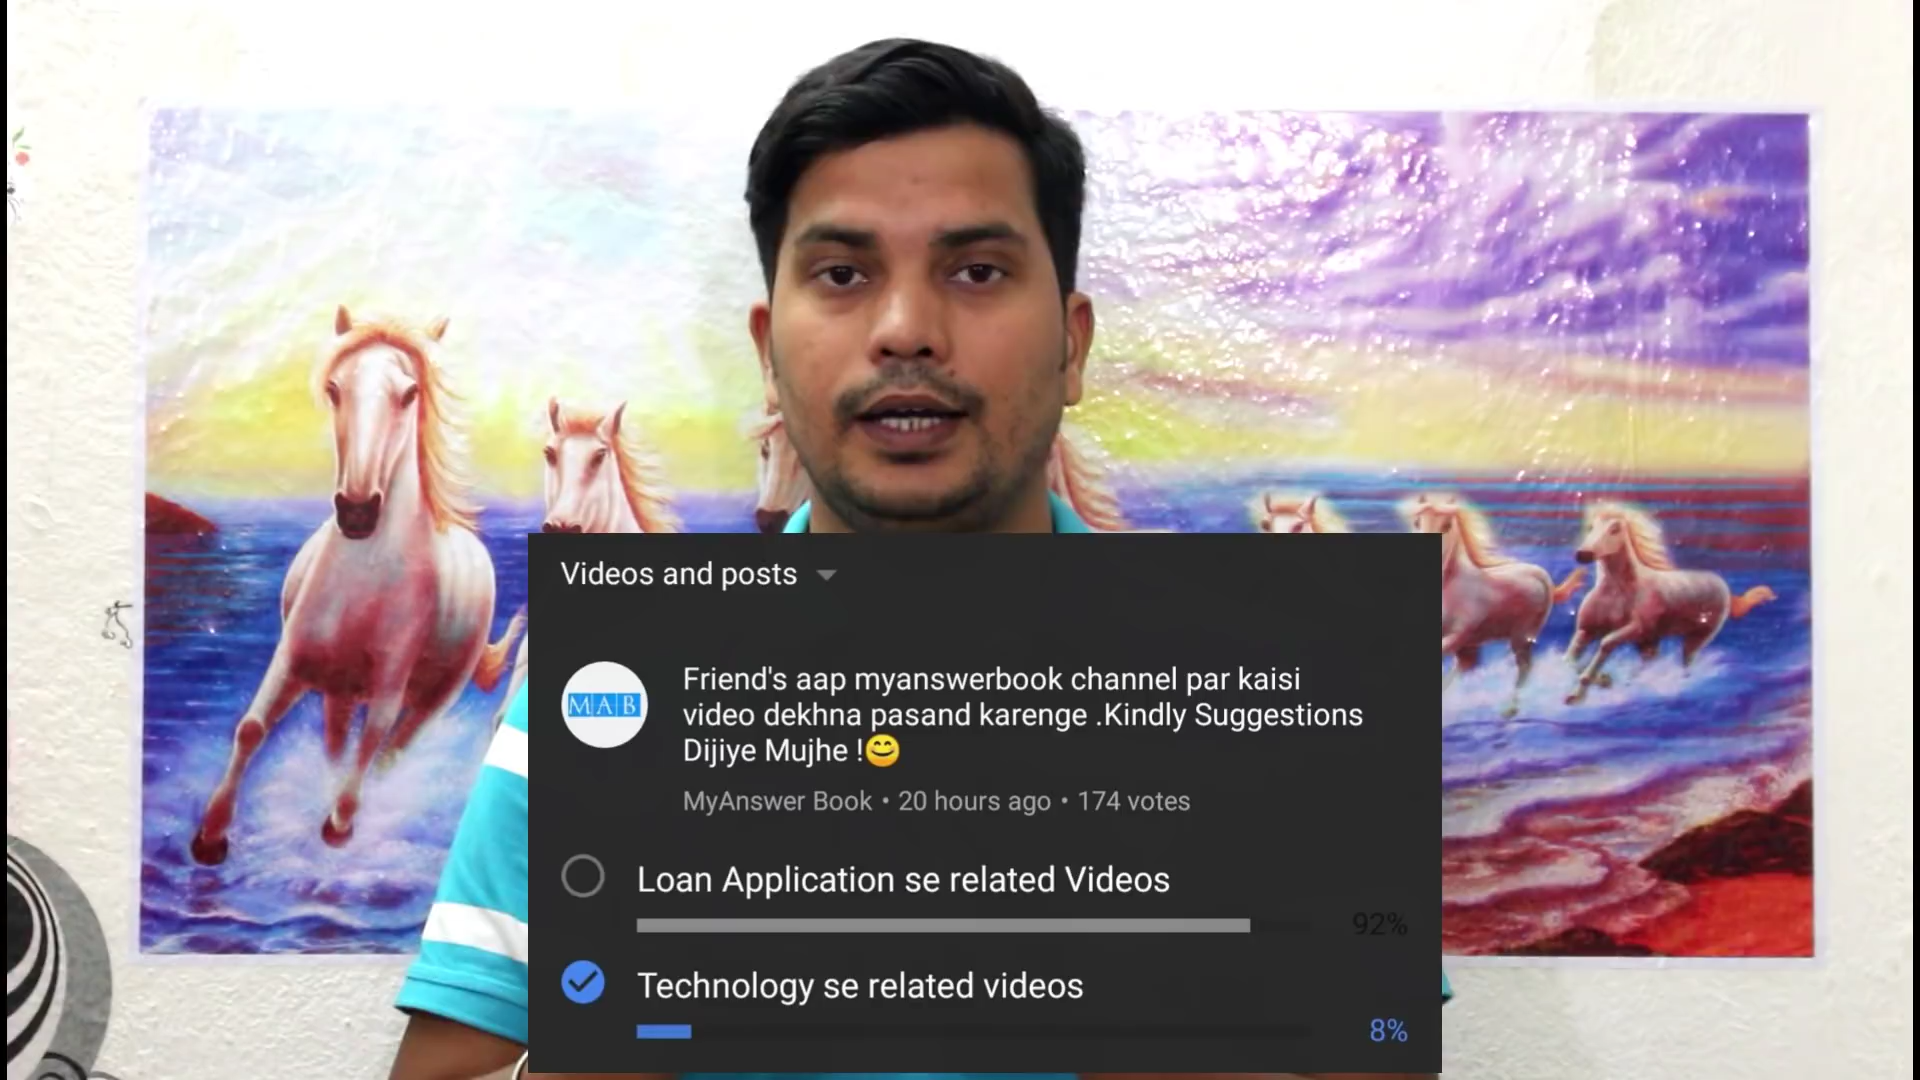 Videos and posts
MAB
Friend's aap myanswerbook channel par kaisi
video dekhna pasand karenge .Kindly Suggestions
Dijiye Mujhe !😊
MyAnswer Book • 20 hours ago • 174 votes
Loan Application se related Videos
92%
Technology se related videos
8%